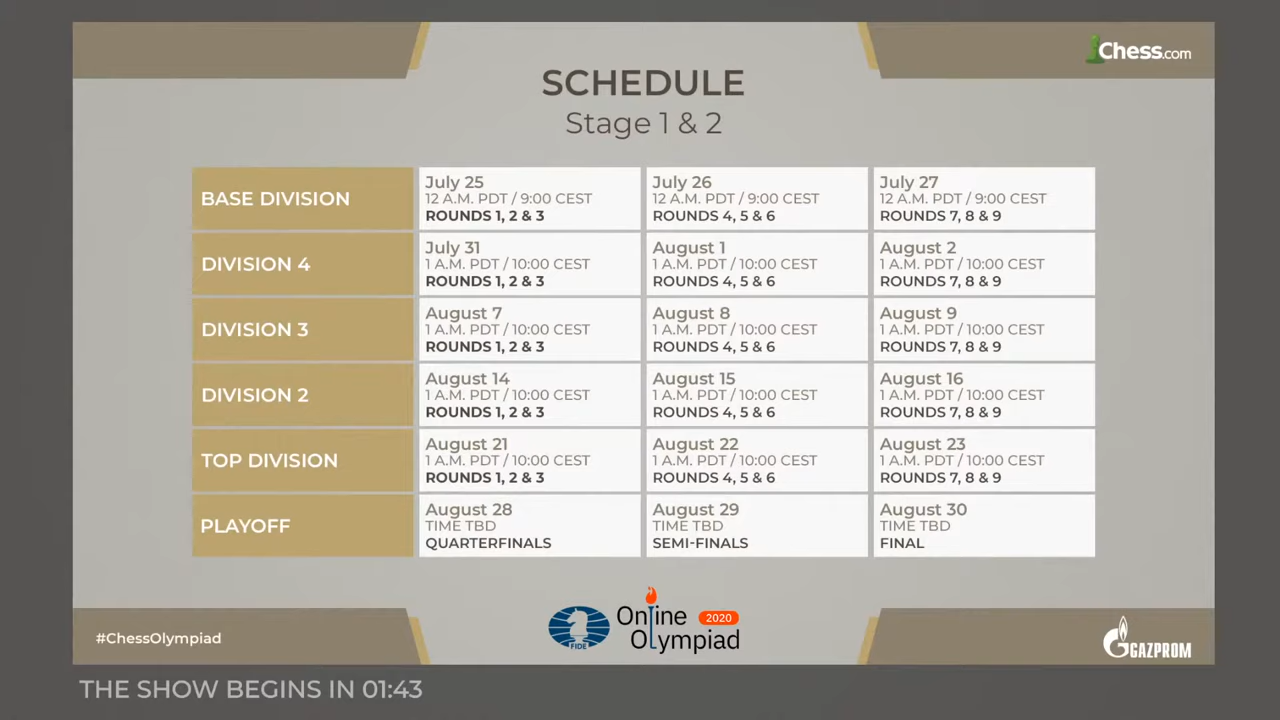 Chess.com
SCHEDULE
Stage 1 & 2
BASE DIVISION
July 25
12 A.M. PDT / 9:00 CEST
ROUNDS 1, 2 & 3
July 26
12 A.M. PDT / 9:00 CEST
ROUNDS 4, 5 & 6
July 27
12 A.M. PDT / 9:00 CEST
ROUNDS 7, 8 & 9
DIVISION 4
July 31
1 A.M. PDT / 10:00 CEST
ROUNDS 1, 2 & 3
August 1
1 A.M. PDT / 10:00 CEST
ROUNDS 4, 5 & 6
August 2
1 A.M. PDT / 10:00 CEST
ROUNDS 7, 8 & 9
DIVISION 3
August 7
1 A.M. PDT / 10:00 CEST
ROUNDS 1, 2 & 3
August 8
1 A.M. PDT / 10:00 CEST
ROUNDS 4, 5 & 6
August 9
1 A.M. PDT / 10:00 CEST
ROUNDS 7, 8 & 9
DIVISION 2
August 14
1 A.M. PDT / 10:00 CEST
ROUNDS 1, 2 & 3
August 15
1 A.M. PDT / 10:00 CEST
ROUNDS 4, 5 & 6
August 16
1 A.M. PDT / 10:00 CEST
ROUNDS 7, 8 & 9
TOP DIVISION
August 21
1 A.M. PDT / 10:00 CEST
ROUNDS 1, 2 & 3
August 22
1 A.M. PDT / 10:00 CEST
ROUNDS 4, 5 & 6
August 23
1 A.M. PDT / 10:00 CEST
ROUNDS 7, 8 & 9
PLAYOFF
August 28
TIME TBD
QUARTERFINALS
August 29
TIME TBD
SEMI-FINALS
August 30
TIME TBD
FINAL
#ChessOlympiad
FIDE
Online 2020
Olympiad
GAZPROM
THE SHOW BEGINS IN 01:43